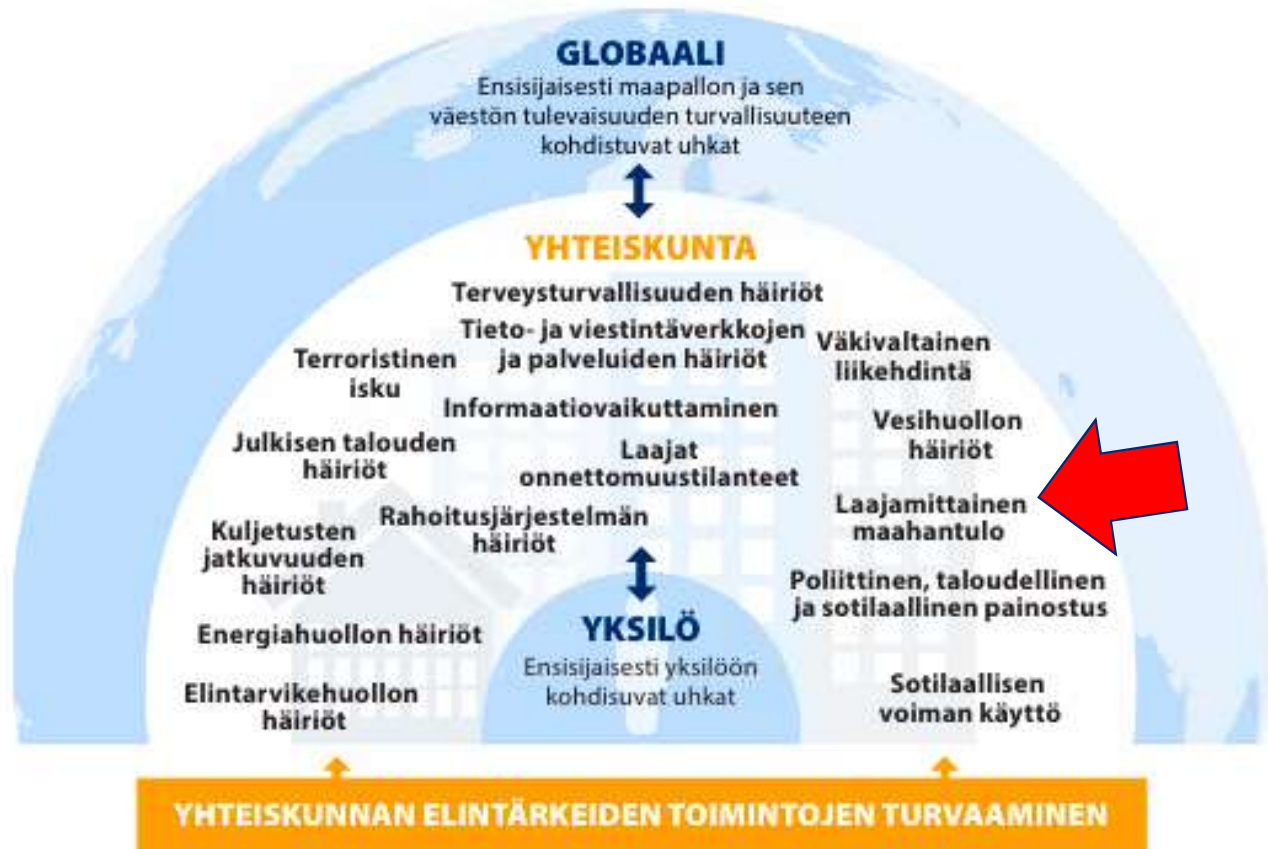 GLOBAALI
Ensisijaisesti maapallon ja sen
väestön tulevaisuuden turvallisuuteen
kohdistuvat uhkat
YHTEISKUNTA
Terveysturvallisuuden häiriöt
Tieto- ja viestintäverkkojen
ja palveluiden häiriöt
Väkivaltainen
liikehdintä
Terroristinen
isku
Informaatiovaikuttaminen
Vesihuollon
häiriöt
Julkisen talouden
häiriöt
Laajat
onnettomuustilanteet
Laajamittainen
maahantulo
Kuljetusten
jatkuvuuden
häiriöt
Rahoitusjärjestelmän
häiriöt
Poliittinen, taloudellinen
ja sotilaallinen painostus
Energiahuollon häiriöt
YKSILÖ
Ensisijaisesti yksilöön
kohdisuvat uhkat
Elintarvikehuollon
häiriöt
Sotilaallisen
voiman käyttö
YHTEISKUNNAN ELINTÄRKEIDEN TOIMINTOJEN TURVAAMINEN